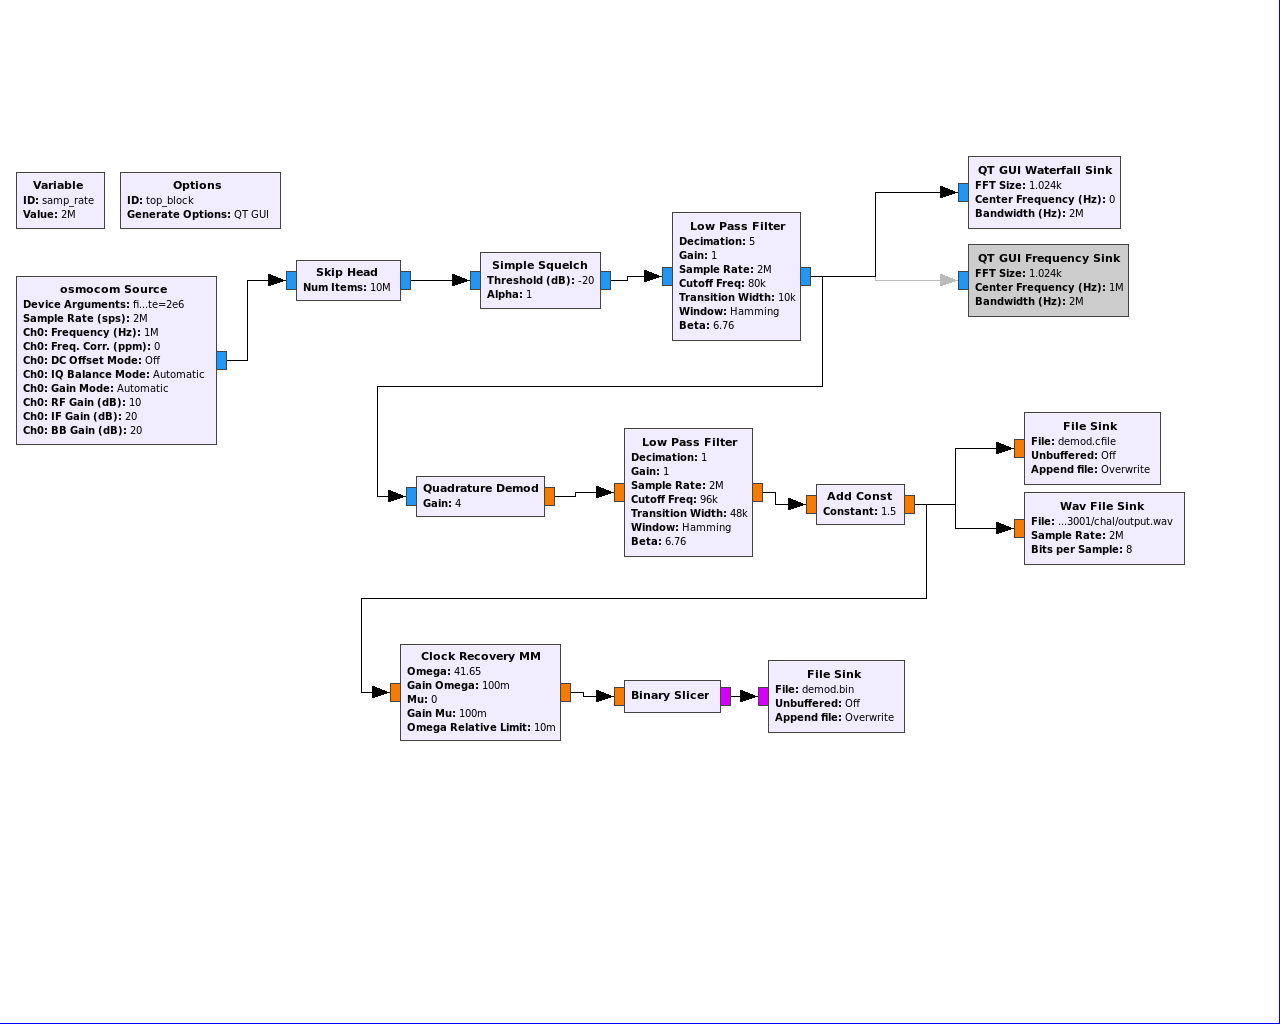 Variable
ID: samp_rate
Value: 2M
Options
ID: top_block
Generate Options: QT GUI
osmocom Source
Device Arguments: fi...te=2e6
Sample Rate (sps): 2M
Ch0: Frequency (Hz): 1M
Ch0: Freq. Corr. (ppm): 0
Ch0: DC Offset Mode: Off
Ch0: IQ Balance Mode: Automatic
Ch0: Gain Mode: Automatic
Ch0: RF Gain (dB): 10
Ch0: IF Gain (dB): 20
Ch0: BB Gain (dB): 20
Skip Head
Num Items: 10M
Simple Squelch
Threshold (dB): -20
Alpha: 1
Low Pass Filter
Decimation: 5
Gain: 1
Sample Rate: 2M
Cutoff Freq: 80k
Transition Width: 10k
Window: Hamming
Beta: 6.76
QT GUI Waterfall Sink
FFT Size: 1.024k
Center Frequency (Hz): 0
Bandwidth (Hz): 2M
QT GUI Frequency Sink
FFT Size: 1.024k
Center Frequency (Hz): 1M
Bandwidth (Hz): 2M
Quadrature Demod
Gain: 4
Low Pass Filter
Decimation: 1
Gain: 1
Sample Rate: 2M
Cutoff Freq: 96k
Transition Width: 48k
Window: Hamming
Beta: 6.76
Add Const
Constant: 1.5
File Sink
File: demod.cfile
Unbuffered: Off
Append file: Overwrite
Wav File Sink
File: ...3001/chal/output.wav
Sample Rate: 2M
Bits per Sample: 8
Clock Recovery MM
Omega: 41.65
Gain Omega: 100m
Mu: 0
Gain Mu: 100m
Omega Relative Limit: 10m
Binary Slicer
File Sink
File: demod.bin
Unbuffered: Off
Append file: Overwrite